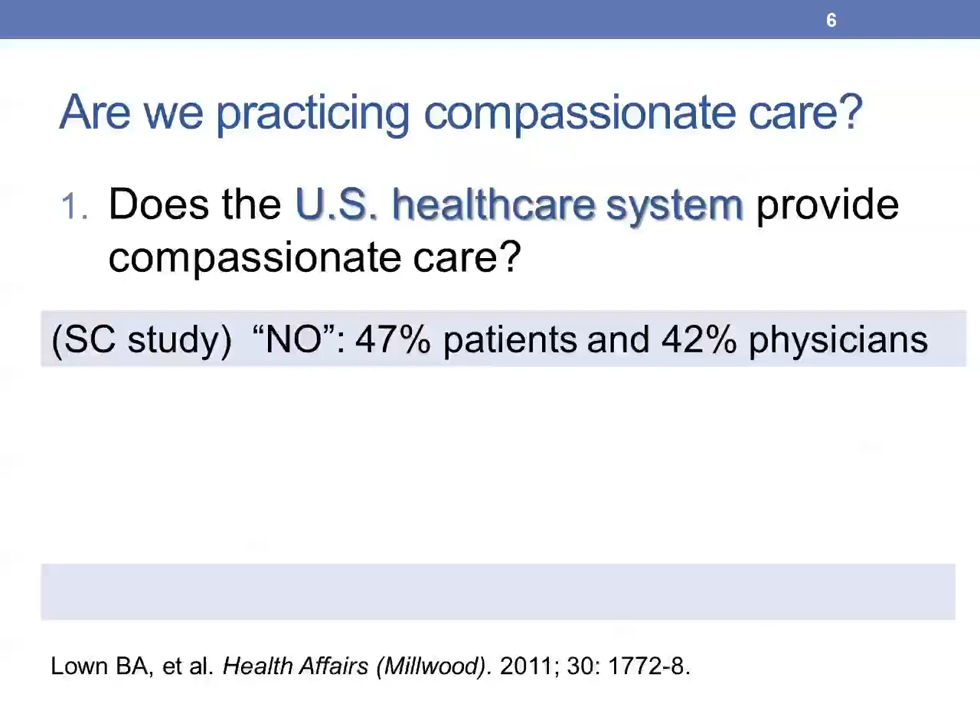 6
Are we practicing compassionate care?
1. Does the U.S. healthcare system provide
compassionate care?
(SC study) “NO”: 47% patients and 42% physicians
Lown BA, et al. Health Affairs (Millwood). 2011; 30: 1772-8.